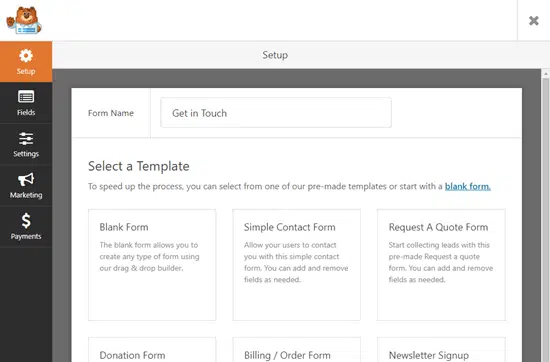 Setup
Setup
Fields
Settings
Marketing
Payments
Form Name
Get in Touch
Select a Template
To speed up the process, you can select from one of our pre-made templates or start with a blank form.
Blank Form
The blank form allows you to
create any type of form using
our drag & drop builder.
Simple Contact Form
Allow your users to contact
you with this simple contact
form. You can add and remove
fields as needed.
Request A Quote Form
Start collecting leads with this
pre-made Request a quote
form. You can add and remove
fields as needed.
Donation Form
Billing / Order Form
Newsletter Signup